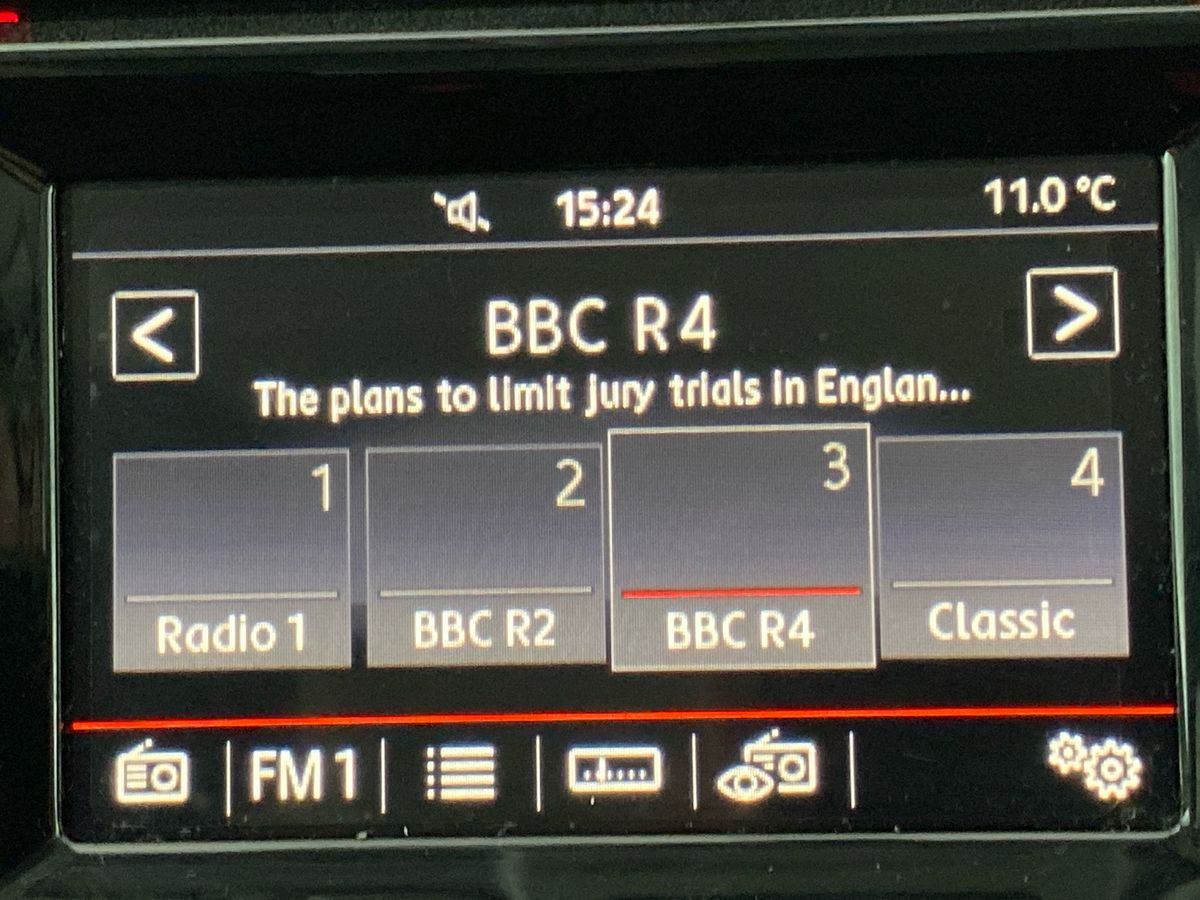 15:24 11.0 °C
< BBC R4 >
The plans to limit jury trials in Englan...
1 2 3 4
Radio 1 BBC R2 BBC R4 Classic
FM 1